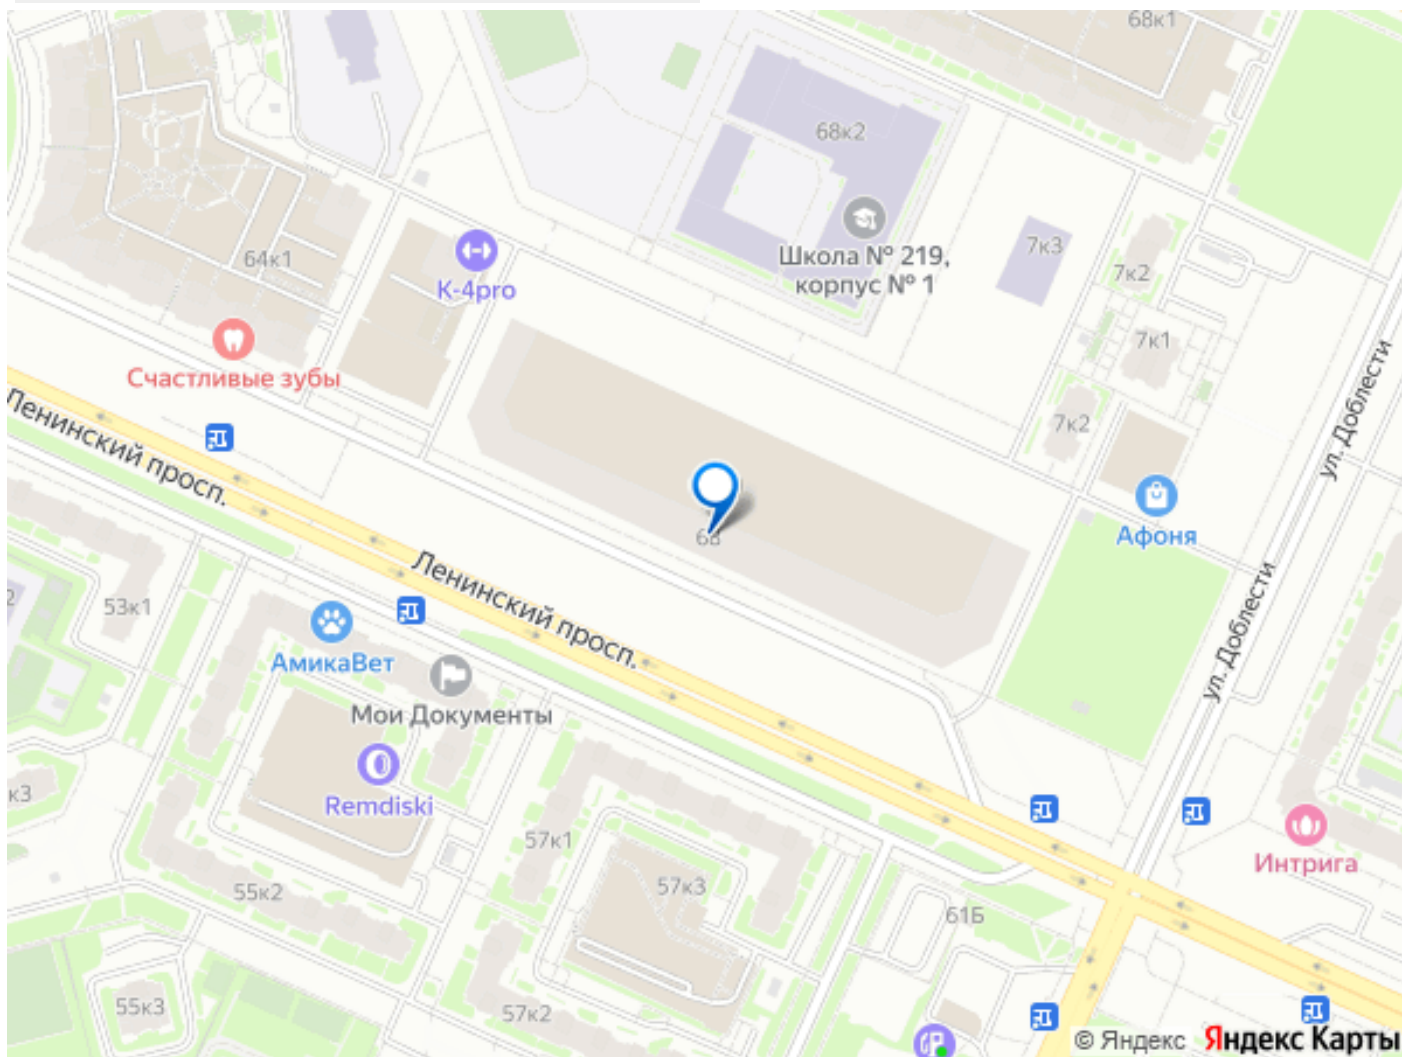 68к1
68к2
Школа № 219,
корпус № 1
7к3
7к2
7к1
64к1
K-4pro
Счастливые зубы
ул. Доблести
7к2
Афоня
Ленинский просп.
Ленинский просп.
ул. Доблести
53к1
АмикаВет
Мои Документы
Remdiski
к3
57к1
Интрига
57к3
55к2
61Б
55к3
57к2
© Яндекс Яндекс Карты